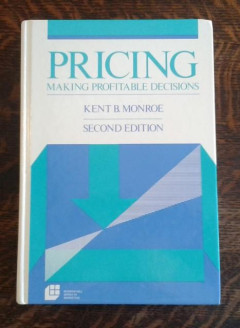 PRICING
MAKING PROFITABLE DECISIONS
KENT B. MONROE
SECOND EDITION